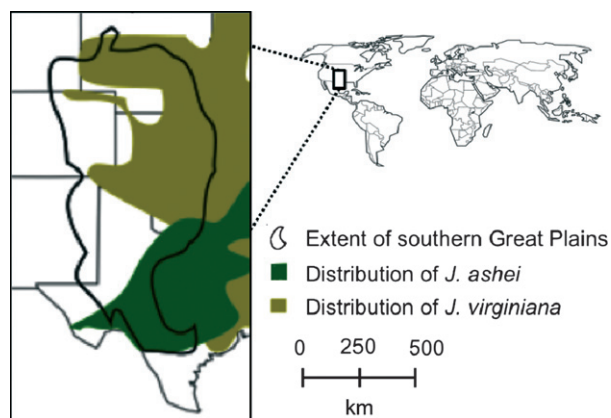 Extent of southern Great Plains
Distribution of J. ashei
Distribution of J. virginiana
0 250 500
km